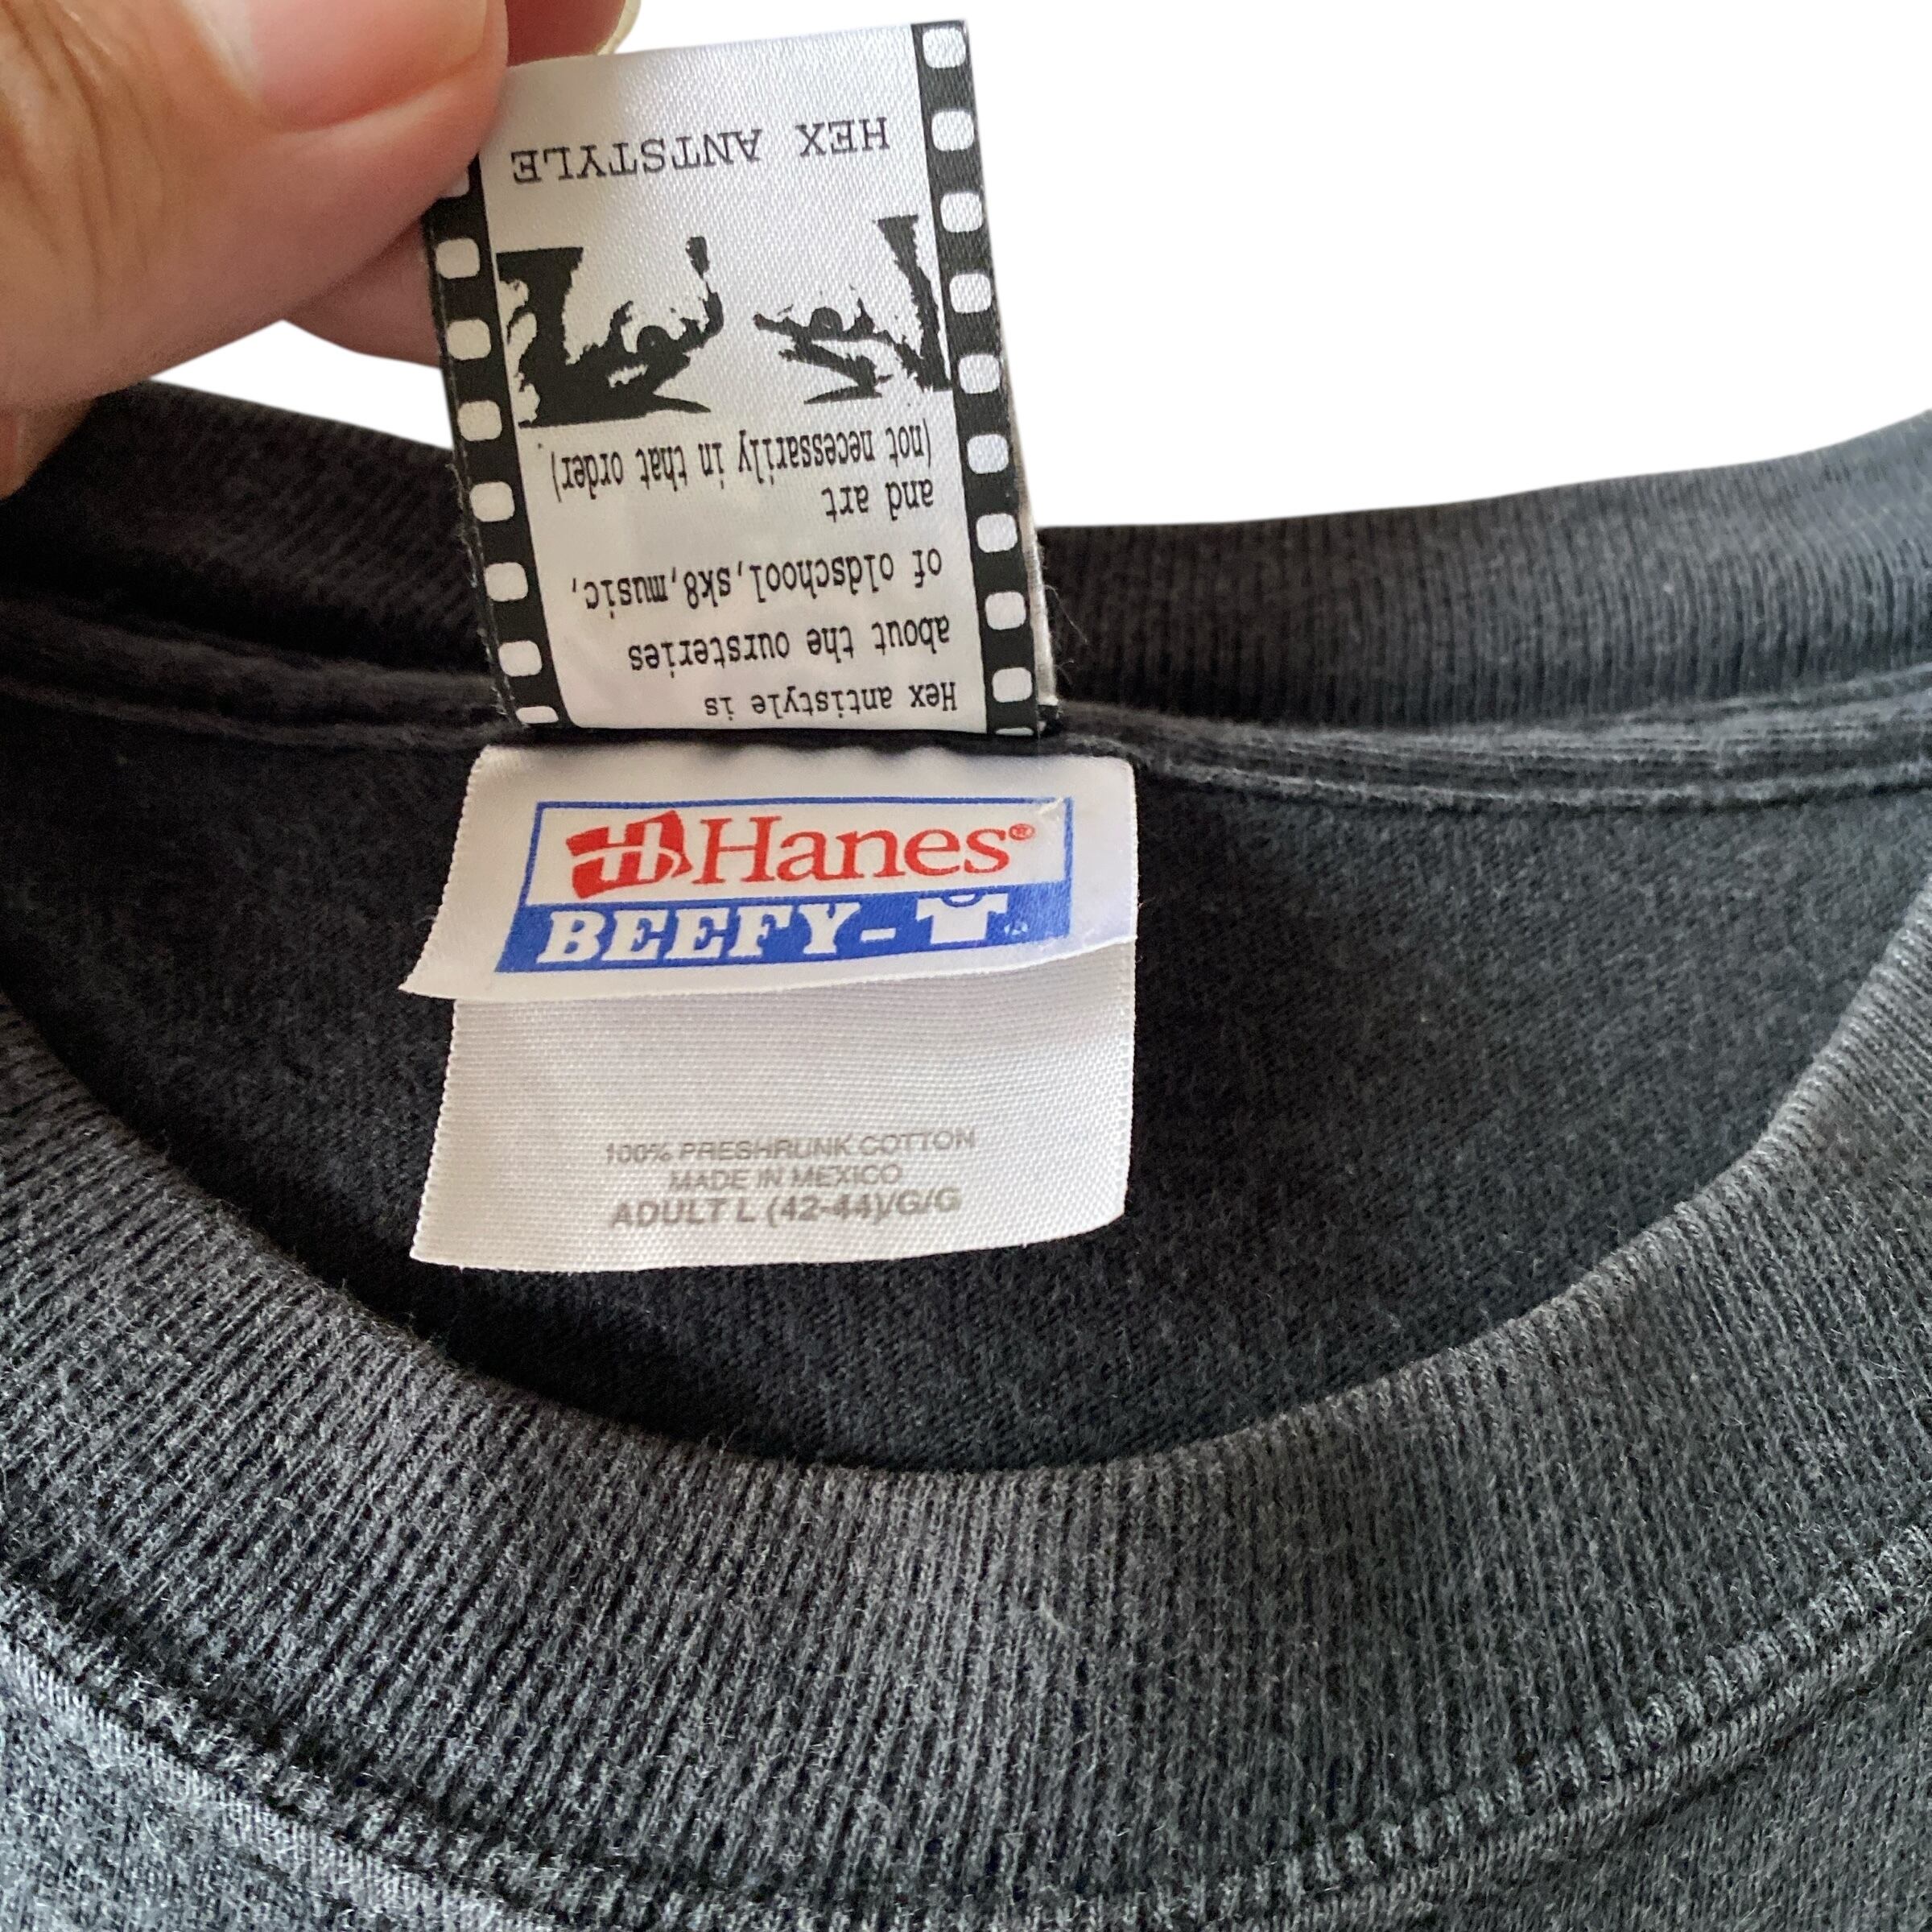 Hex antistyle is
about the oursteries
of oldschool,sk8,music,
and art
(not necessarily in that order).
HEX ANTSTYLE
Hanes®
BEEFY-T
100% PRESHRUNK COTTON
MADE IN MEXICO
ADULT L (42-44)/G/G